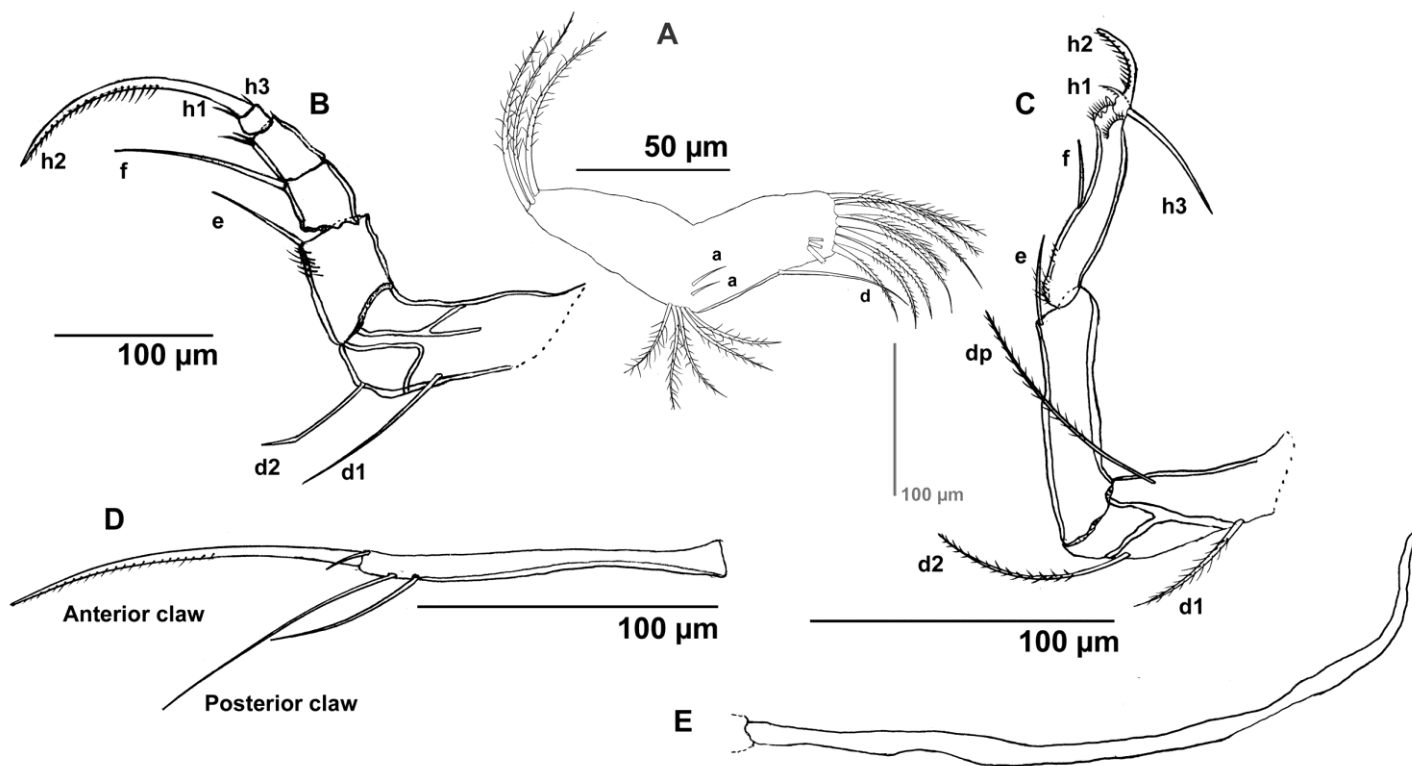 A
50 µm
a
a
d
100 µm
B
h3
h1
h2
f
e
100 µm
d2
d1
C
h2
h1
f
h3
e
dp
d2
d1
100 µm
D
Anterior claw
100 µm
Posterior claw
E